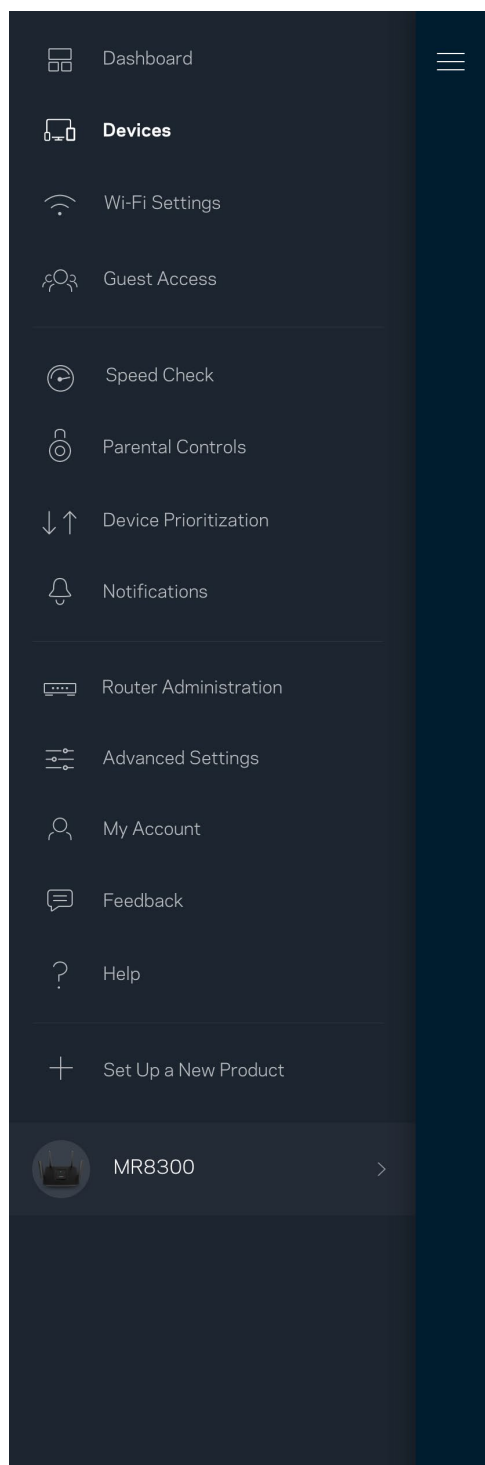 Dashboard
Devices
Wi-Fi Settings
Guest Access
Speed Check
Parental Controls
Device Prioritization
Notifications
Router Administration
Advanced Settings
My Account
Feedback
Help
Set Up a New Product
MR8300